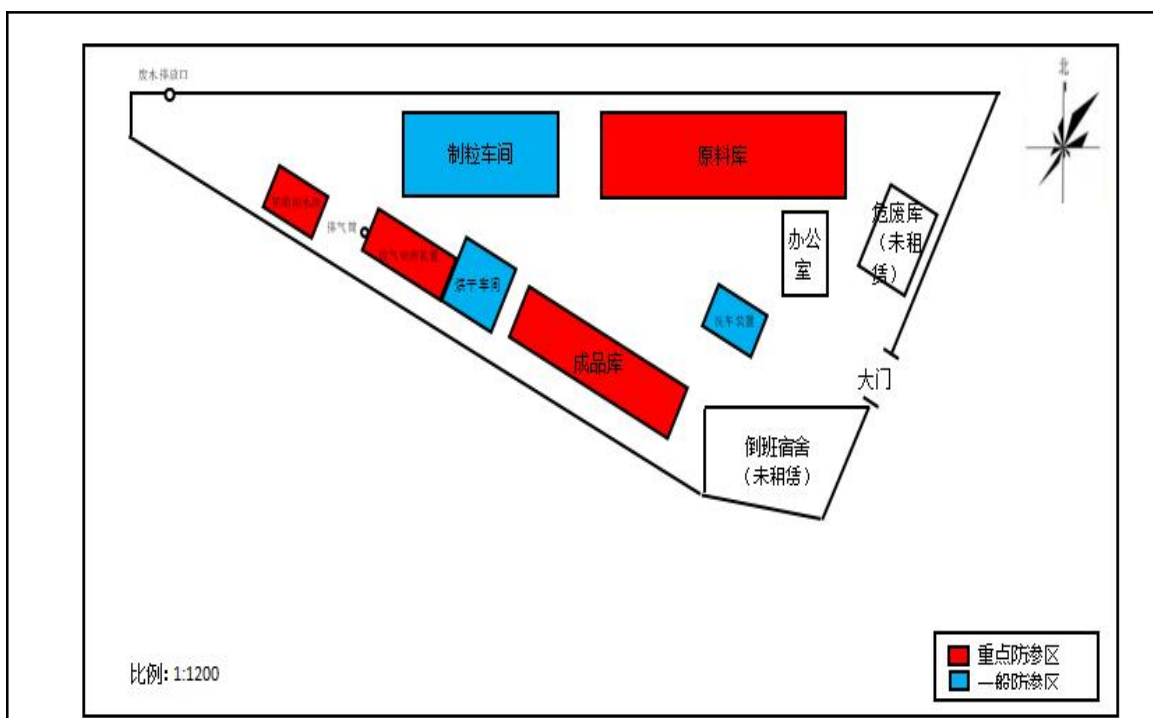 废水排放口
北
制粒车间
原料库
危废库
（未租
赁）
办公
室
排气筒
烘干车间
洗车装置
成品库
大门
倒班宿舍
（未租赁）
比例: 1:1200
重点防参区
一般防参区